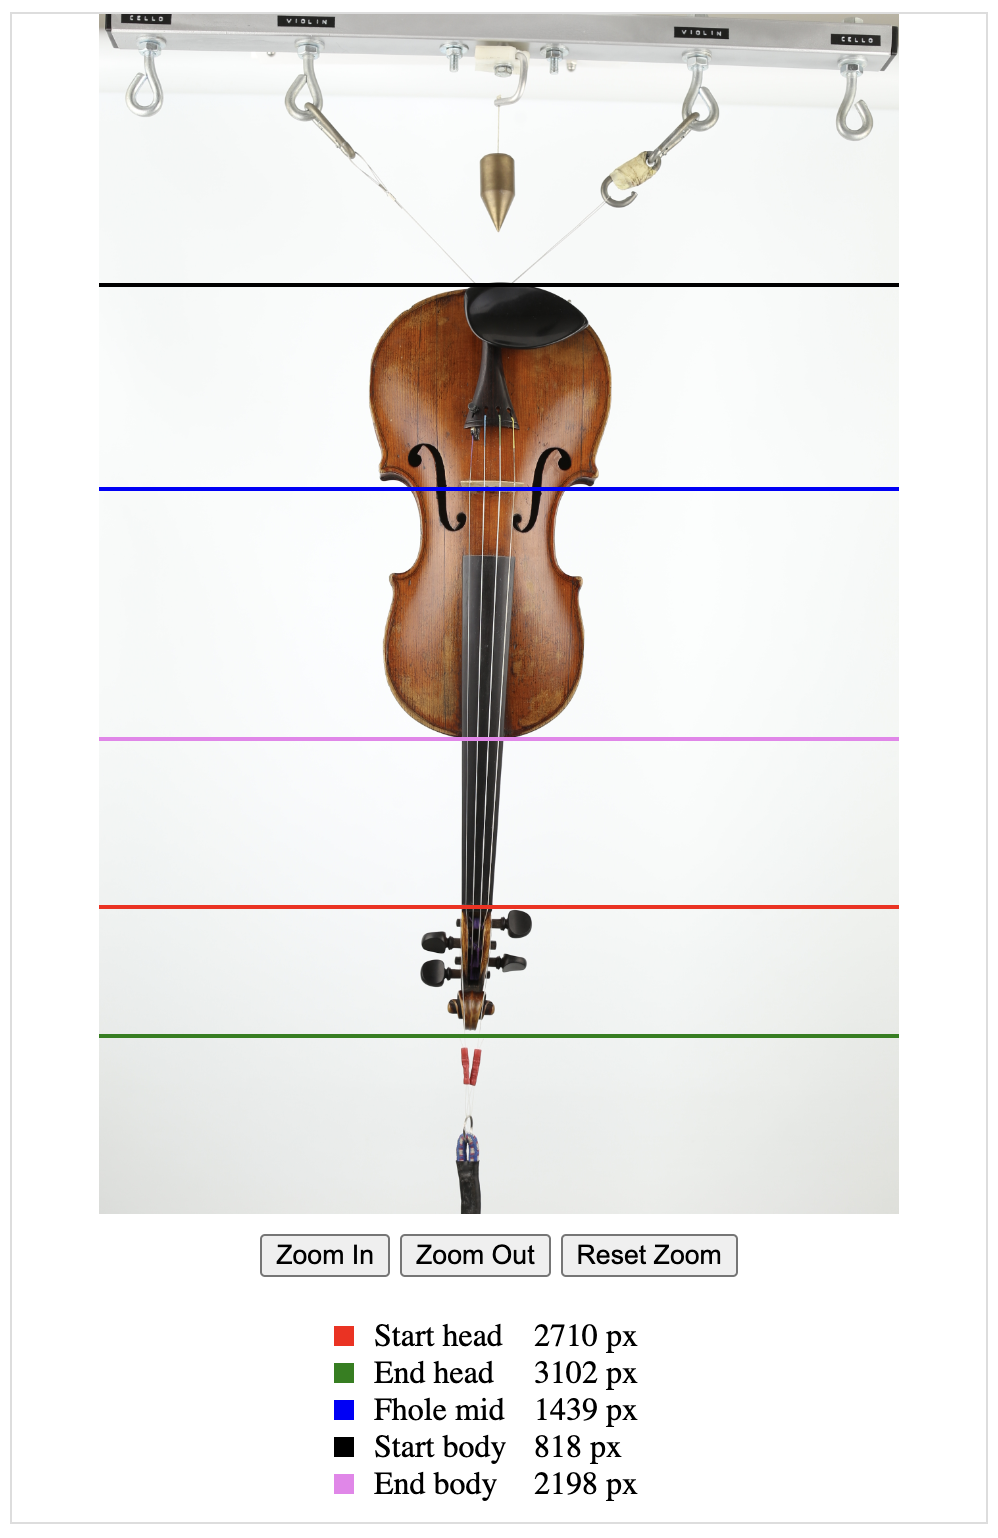 CELLO
VIOLIN
VIOLIN
CELLO
Zoom In Zoom Out Reset Zoom
Start head 2710 px
End head 3102 px
Fhole mid 1439 px
Start body 818 px
End body 2198 px